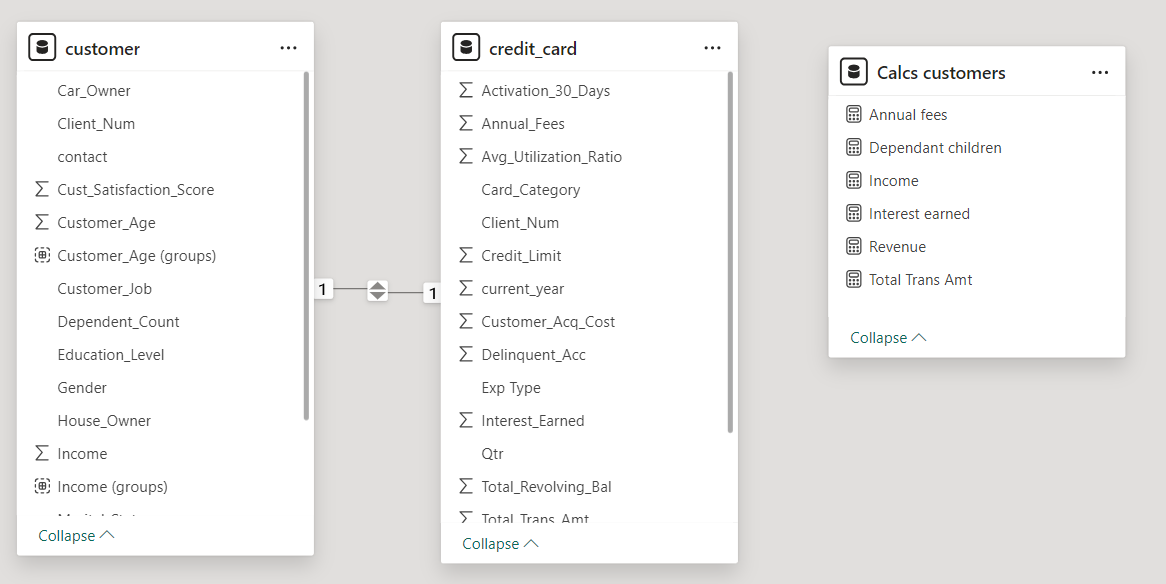 customer
Car_Owner
Client_Num
contact
Cust_Satisfaction_Score
Customer_Age
Customer_Age (groups)
Customer_Job
Dependent_Count
Education_Level
Gender
House_Owner
Income
Income (groups)
Collapse
1
1
credit_card
Activation_30_Days
Annual_Fees
Avg_Utilization_Ratio
Card_Category
Client_Num
Credit_Limit
current_year
Customer_Acq_Cost
Delinquent_Acc
Exp Type
Interest_Earned
Qtr
Total_Revolving_Bal
Total_Trans_Amt
Collapse
Calcs customers
Annual fees
Dependant children
Income
Interest earned
Revenue
Total Trans Amt
Collapse